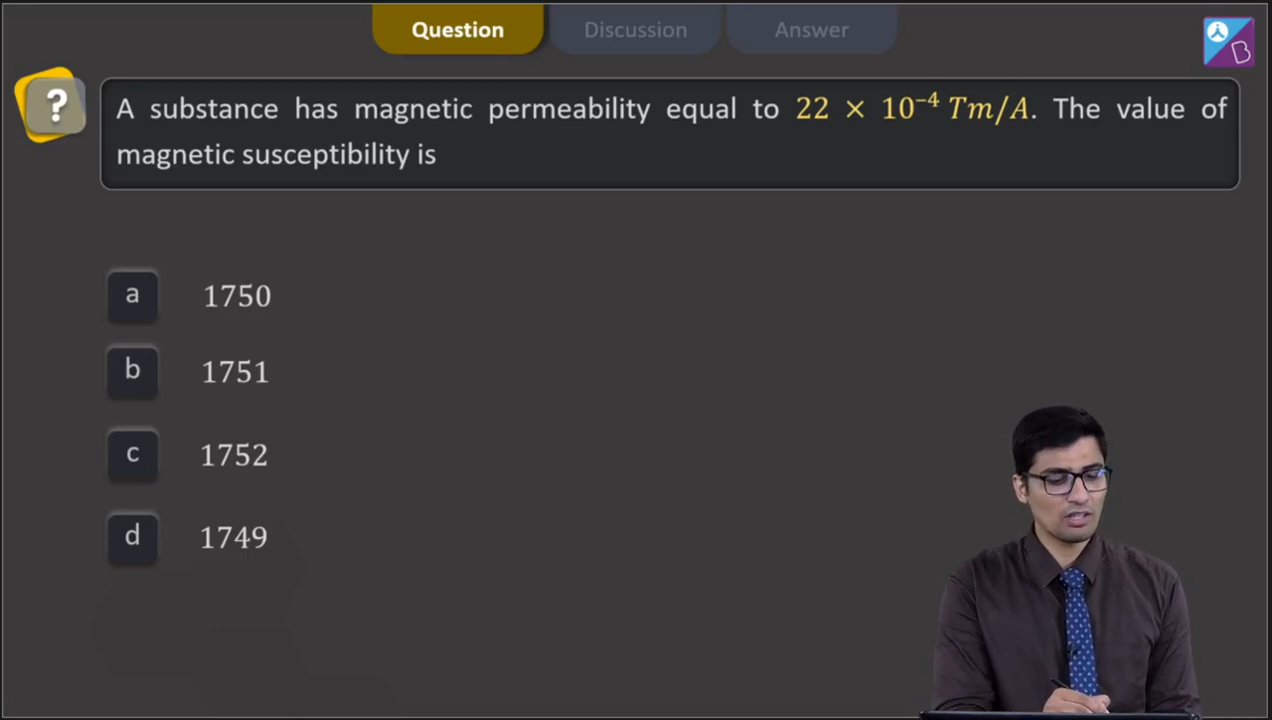 Question Discussion Answer
B
?
A substance has magnetic permeability equal to 22 × 10⁻⁴ Tm/A. The value of
magnetic susceptibility is
a 1750
b 1751
c 1752
d 1749